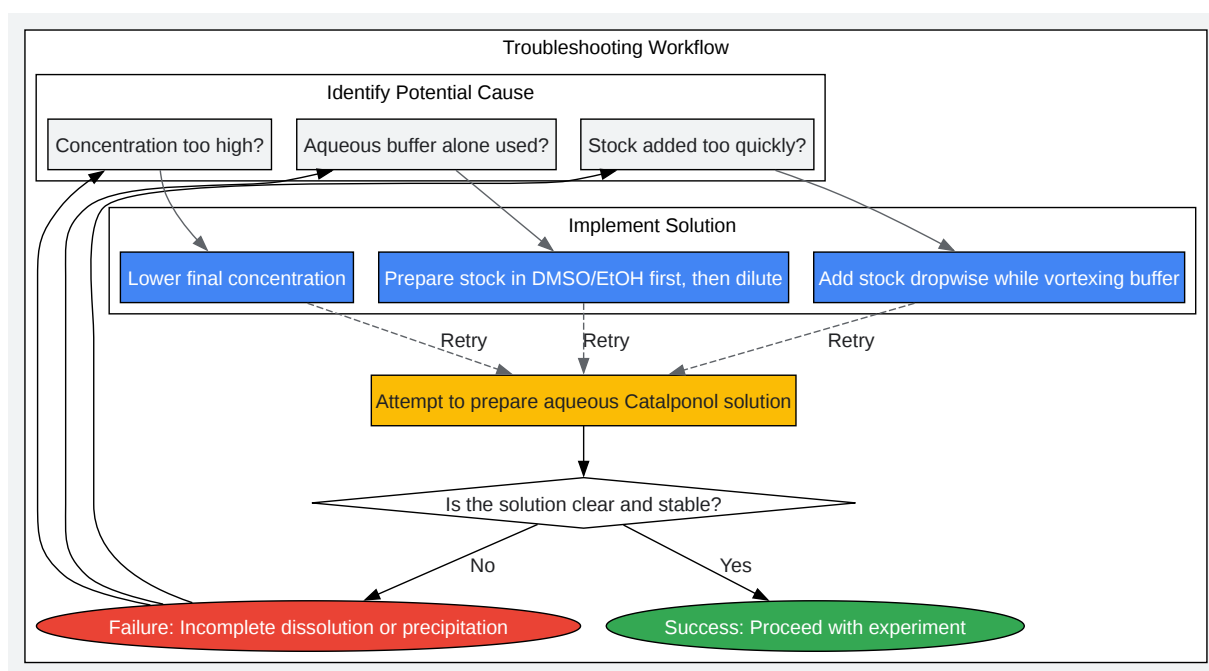 Troubleshooting Workflow
Identify Potential Cause
Concentration too high?
Aqueous buffer alone used?
Stock added too quickly?
Implement Solution
Lower final concentration
Prepare stock in DMSO/EtOH first, then dilute
Add stock dropwise while vortexing buffer
Retry
Retry
Retry
Attempt to prepare aqueous Catalponol solution
Is the solution clear and stable?
No
Yes
Failure: Incomplete dissolution or precipitation
Success: Proceed with experiment